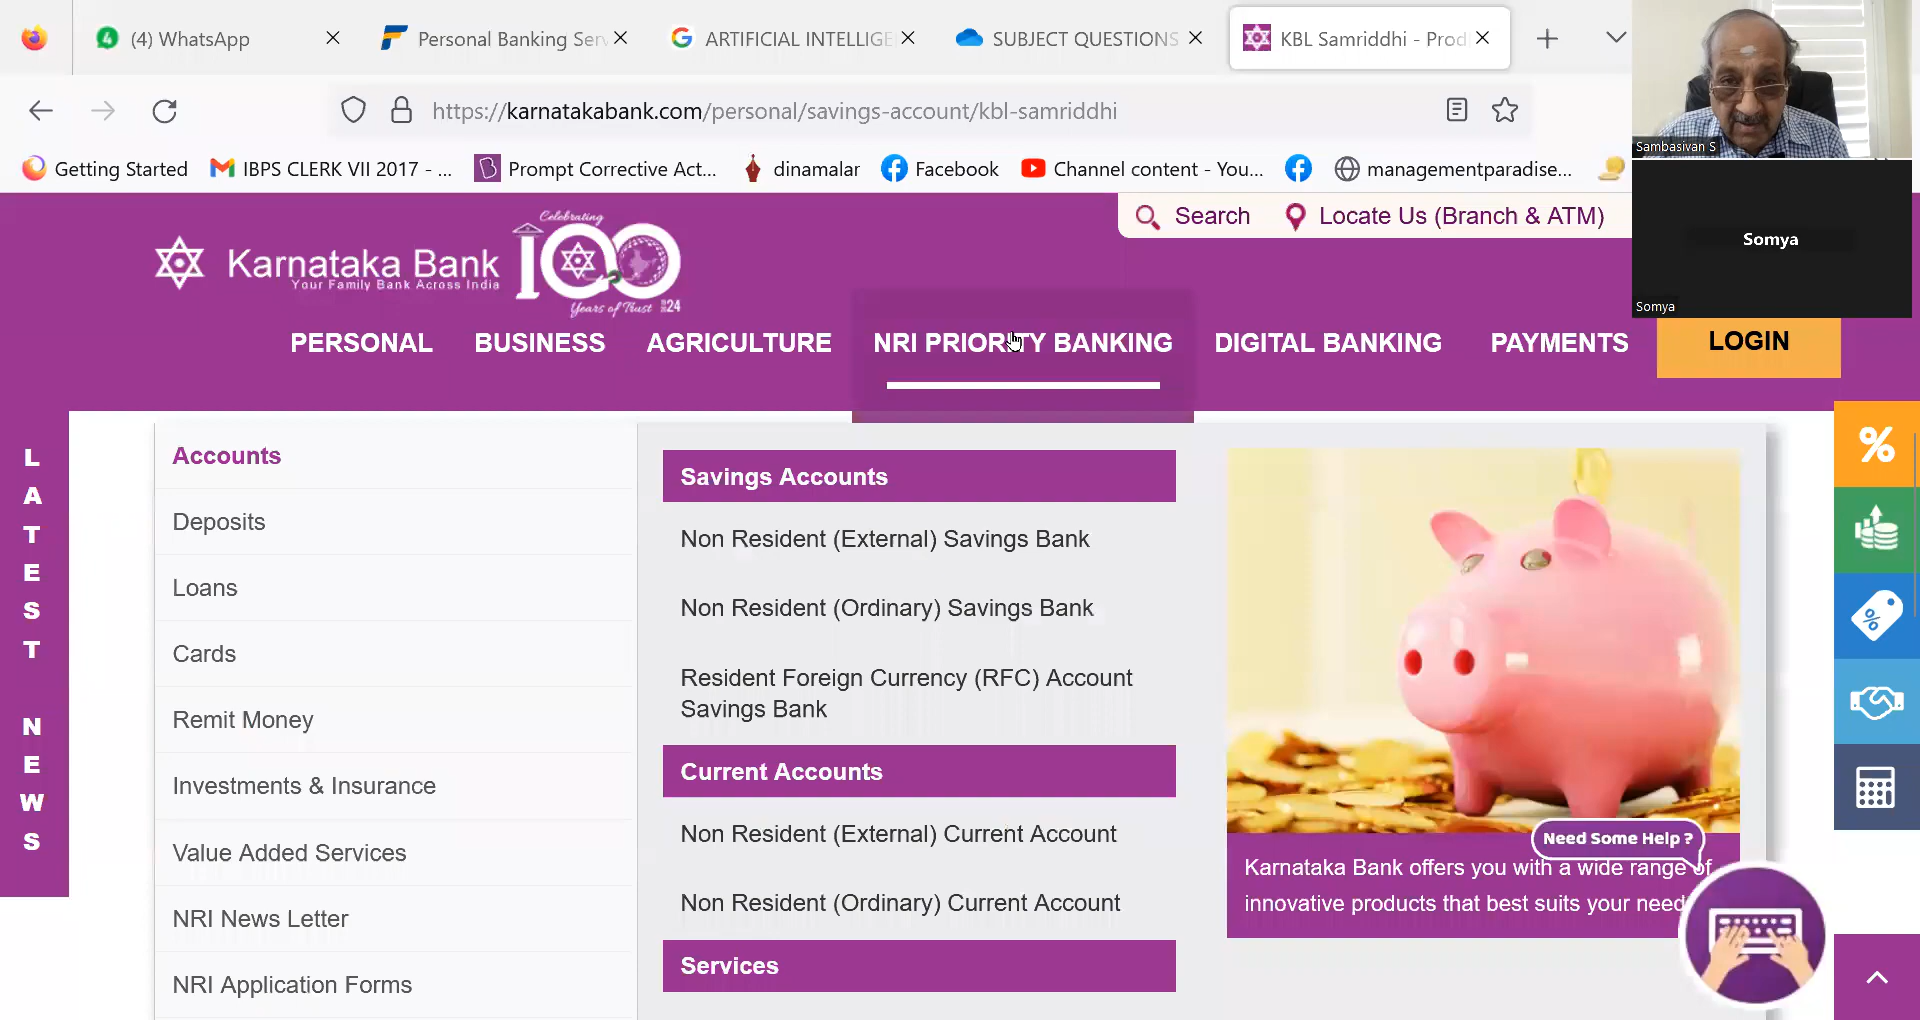 (4) WhatsApp
Personal Banking Serv
ARTIFICIAL INTELLIGE
SUBJECT QUESTIONS
KBL Samriddhi - Prod
https://karnatakabank.com/personal/savings-account/kbl-samriddhi
Getting Started
IBPS CLERK VII 2017 - ...
Prompt Corrective Act...
dinamalar
Facebook
Channel content - You...
managementparadise...
Sambasivan S
Somya
Somya
Search
Locate Us (Branch & ATM)
Karnataka Bank
Your Family Bank Across India
Celebrating
100
Years of Trust
24
PERSONAL
BUSINESS
AGRICULTURE
NRI PRIORITY BANKING
DIGITAL BANKING
PAYMENTS
LOGIN
LATEST NEWS
Accounts
Deposits
Loans
Cards
Remit Money
Investments & Insurance
Value Added Services
NRI News Letter
NRI Application Forms
Savings Accounts
Non Resident (External) Savings Bank
Non Resident (Ordinary) Savings Bank
Resident Foreign Currency (RFC) Account
Savings Bank
Current Accounts
Non Resident (External) Current Account
Non Resident (Ordinary) Current Account
Services
Need Some Help ?
Karnataka Bank offers you with a wide range of
innovative products that best suits your need